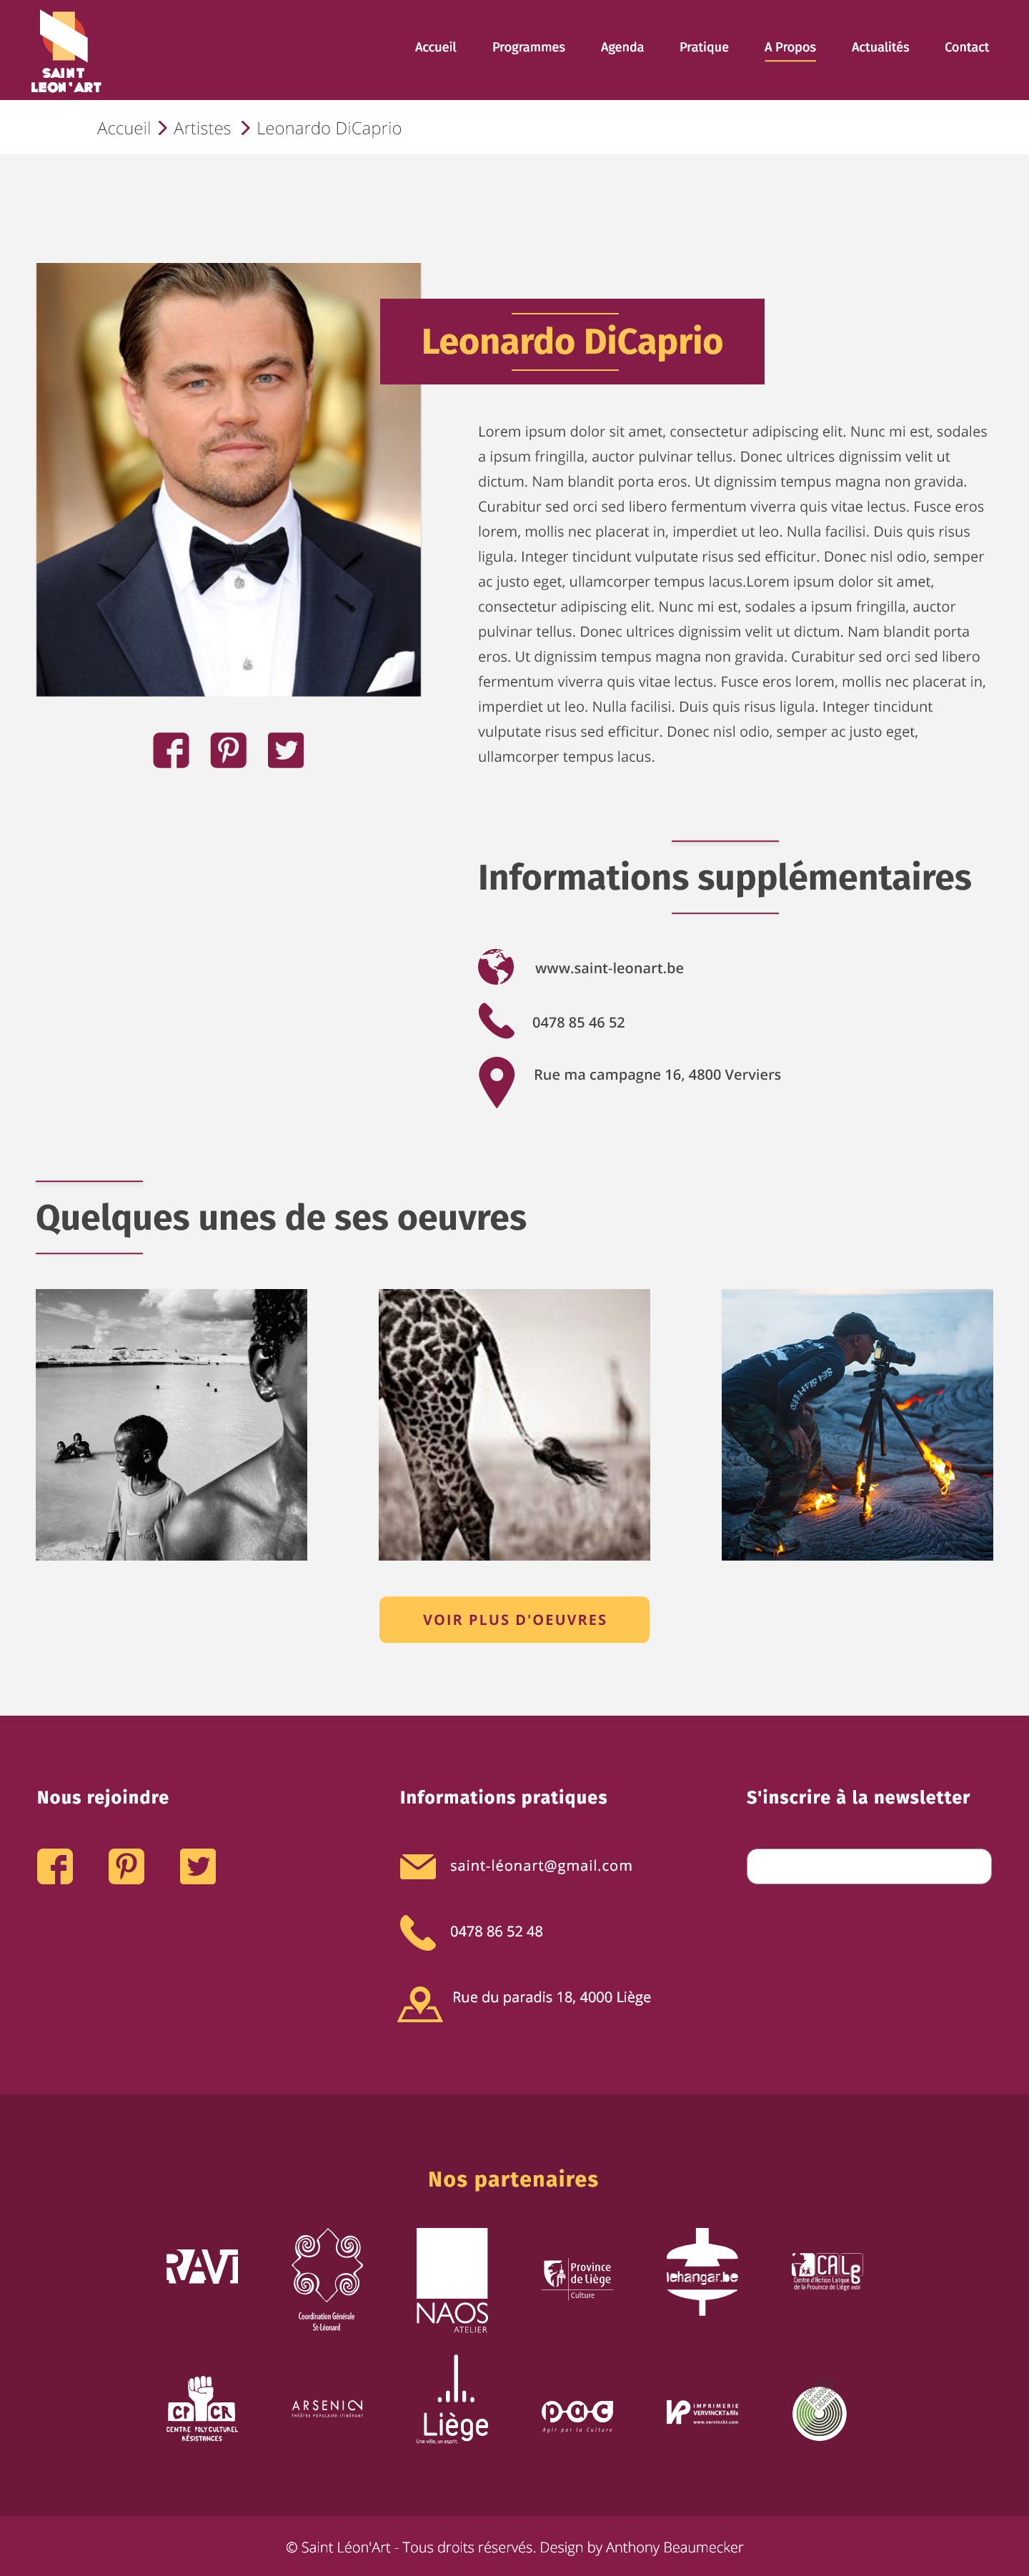 SAINT
LEON'ART
Accueil Programmes Agenda Pratique A Propos Actualités Contact
Accueil Artistes Leonardo DiCaprio
Leonardo DiCaprio
Lorem ipsum dolor sit amet, consectetur adipiscing elit. Nunc mi est, sodales
a ipsum fringilla, auctor pulvinar tellus. Donec ultrices dignissim velit ut
dictum. Nam blandit porta eros. Ut dignissim tempus magna non gravida.
Curabitur sed orci sed libero fermentum viverra quis vitae lectus. Fusce eros
lorem, mollis nec placerat in, imperdiet ut leo. Nulla facilisi. Duis quis risus
ligula. Integer tincidunt vulputate risus sed efficitur. Donec nisl odio, semper
ac justo eget, ullamcorper tempus lacus.Lorem ipsum dolor sit amet,
consectetur adipiscing elit. Nunc mi est, sodales a ipsum fringilla, auctor
pulvinar tellus. Donec ultrices dignissim velit ut dictum. Nam blandit porta
eros. Ut dignissim tempus magna non gravida. Curabitur sed orci sed libero
fermentum viverra quis vitae lectus. Fusce eros lorem, mollis nec placerat in,
imperdiet ut leo. Nulla facilisi. Duis quis risus ligula. Integer tincidunt
vulputate risus sed efficitur. Donec nisl odio, semper ac justo eget,
ullamcorper tempus lacus.
Informations supplémentaires
www.saint-leonart.be
0478 85 46 52
Rue ma campagne 16, 4800 Verviers
Quelques unes de ses oeuvres
VOIR PLUS D'OEUVRES
Nous rejoindre
Informations pratiques
S'inscrire à la newsletter
saint-léonart@gmail.com
0478 86 52 48
Rue du paradis 18, 4000 Liège
Nos partenaires
RAVI
Coordination Générale
St-Léonard
NAOS
ATELIER
Province
de Liège
Culture
lehangar.be
CALg
Centre d'Action Laïque
de la Province de Liège asbl
CPCR
CENTRE POLYCULTUREL
RÉSISTANCES
ARSENIC
THÉÂTRE POPULAIRE ITINÉRANT
Liège
Une ville, un esprit.
pac
Agir par la Culture
VP
IMPRIMERIE
VERVINCKT&fils
www.vervinckt.com
© Saint Léon'Art - Tous droits réservés. Design by Anthony Beaumecker